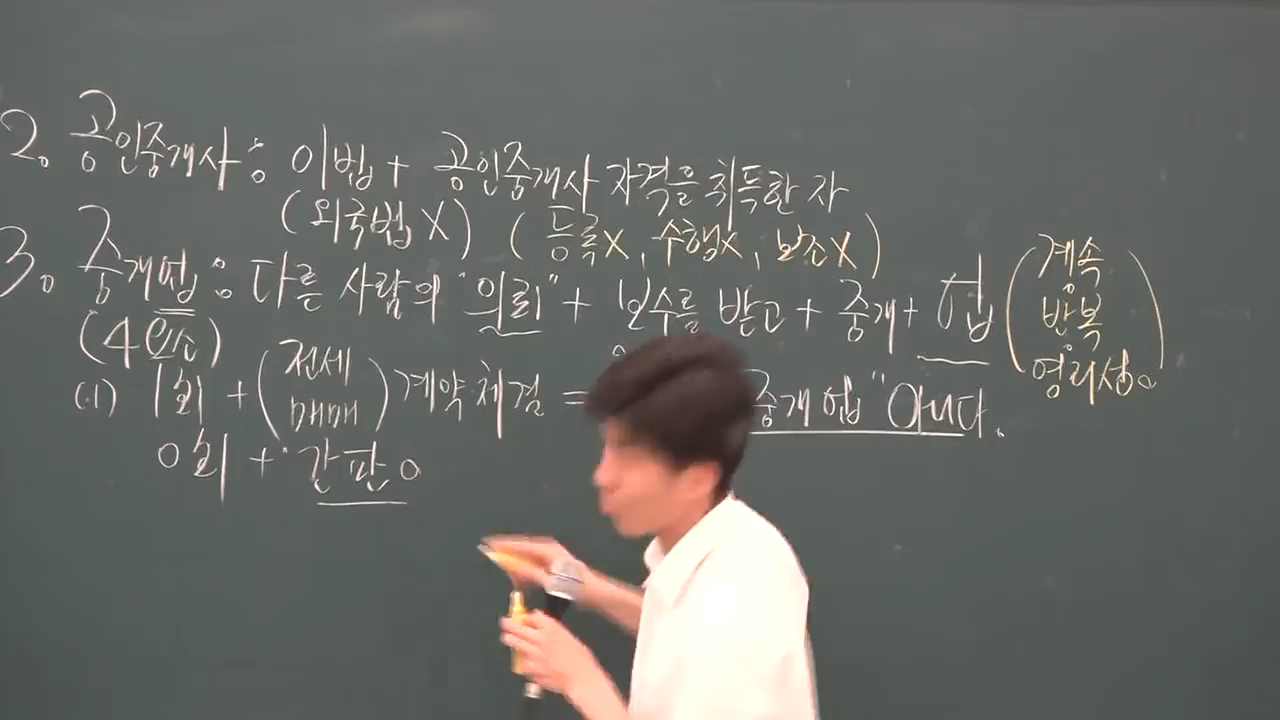 2. 공인중개사 : 이법 + 공인중개사 자격을 취득한 자
(외국법 X) (등록X, 수행X, 보소X)
3. 중개업 : 다른 사람의 "의뢰" + 보수를 받고 + 중개 + 업 (계속 반복 영리성)
(4요소)
(1) 1회 + (전세 매매) 계약체결 = 중개업" 아니다.
0회 + 간판